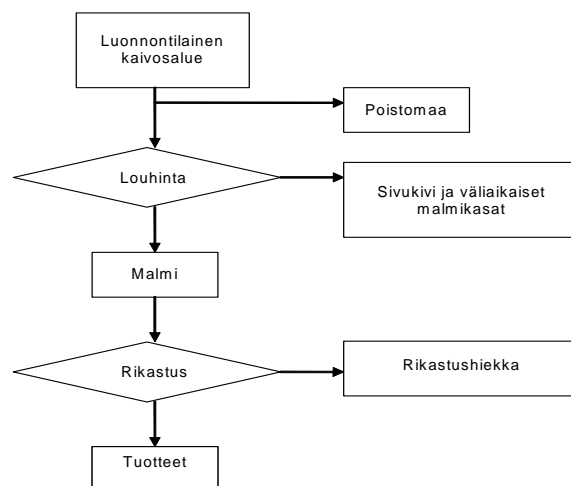 Luonnontilainen
kaivosalue
Poistomaa
Louhinta
Sivukivi ja väliaikaiset
malmikasat
Malmi
Rikastus
Rikastushiekka
Tuotteet